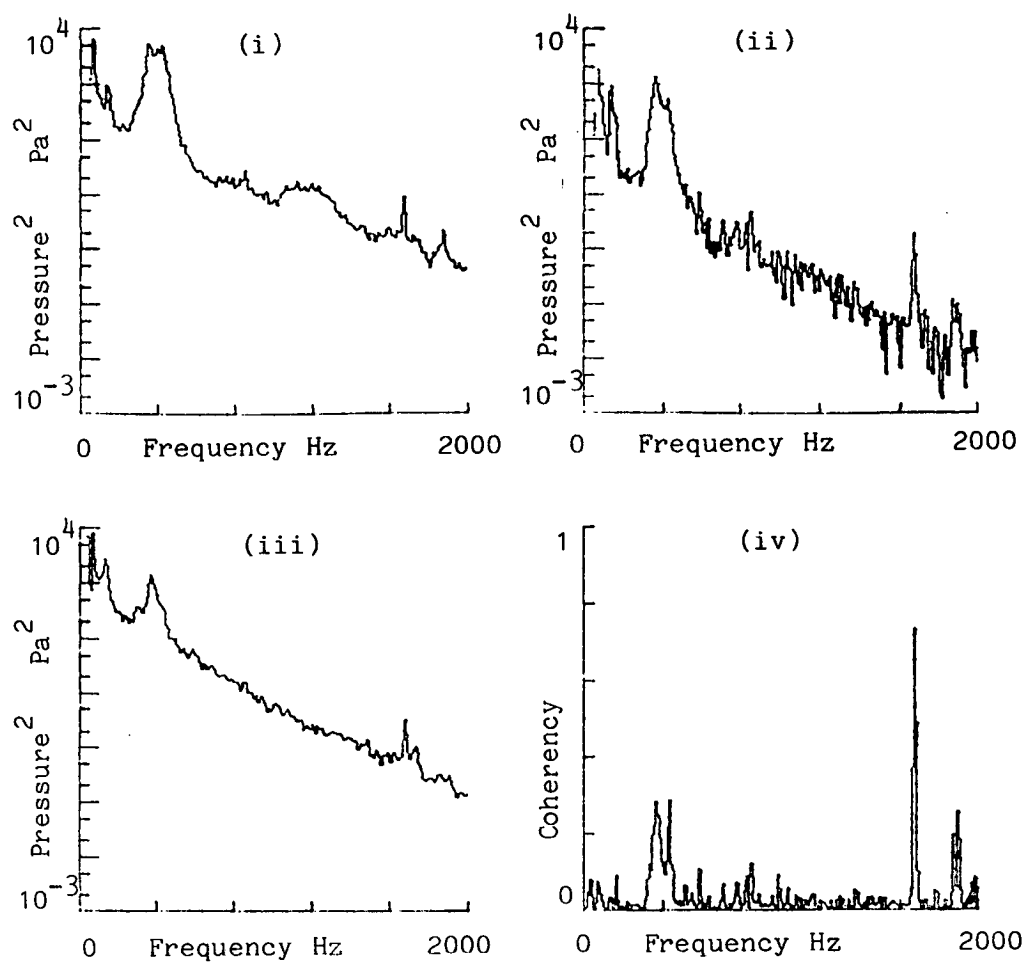 10^4
(i)
Pressure^2 Pa^2
10^-3
0 Frequency Hz 2000
10^4
(ii)
Pressure^2 Pa^2
10^-3
0 Frequency Hz 2000
10^4
(iii)
Pressure^2 Pa^2
10^-3
0 Frequency Hz 2000
1
(iv)
Coherency
0
0 Frequency Hz 2000